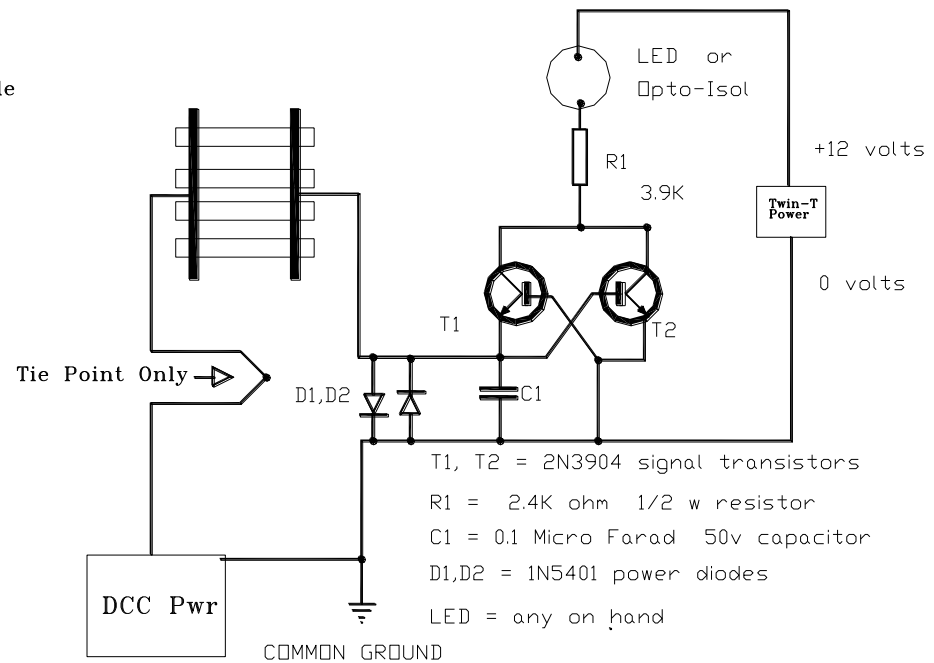 LED or
Opto-Isol
R1
3.9K
+12 volts
Twin-T
Power
0 volts
T1
T2
Tie Point Only
D1,D2
C1
T1, T2 = 2N3904 signal transistors
R1 = 2.4K ohm 1/2 w resistor
C1 = 0.1 Micro Farad 50v capacitor
D1,D2 = 1N5401 power diodes
DCC Pwr
LED = any on hand
COMMON GROUND